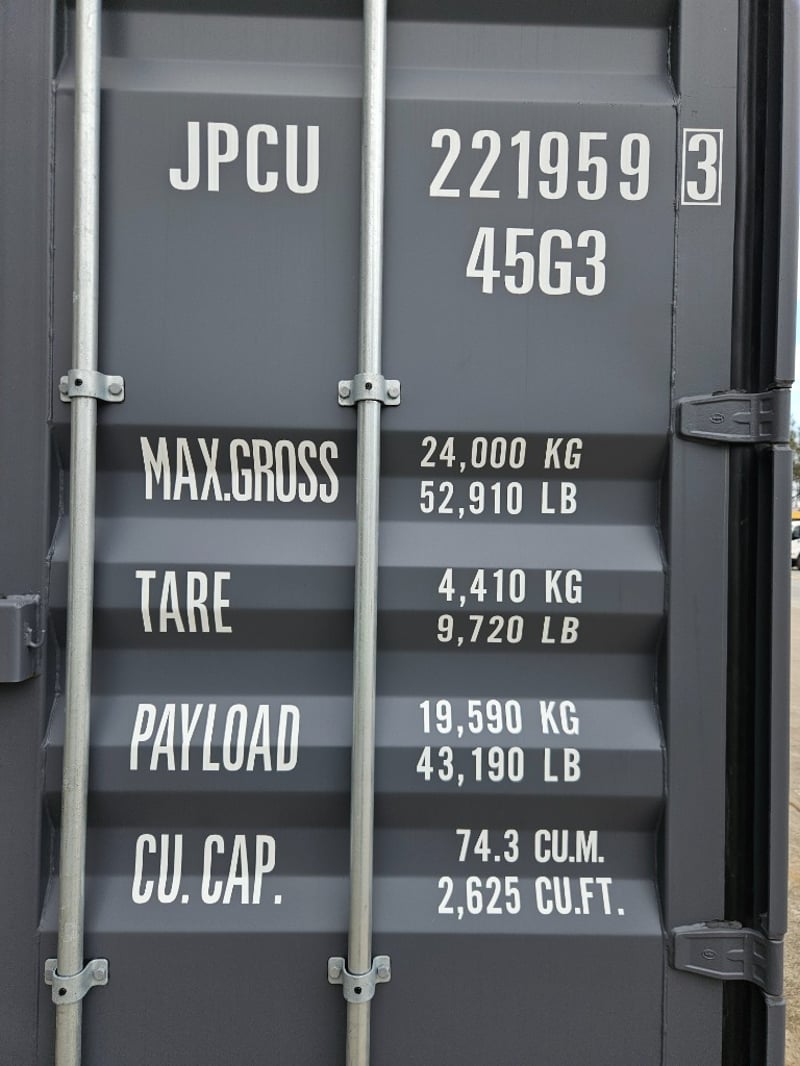 JPCU 221959 3
45G3
MAX.GROSS 24,000 KG
52,910 LB
TARE 4,410 KG
9,720 LB
PAYLOAD 19,590 KG
43,190 LB
CU. CAP. 74.3 CU.M.
2,625 CU.FT.